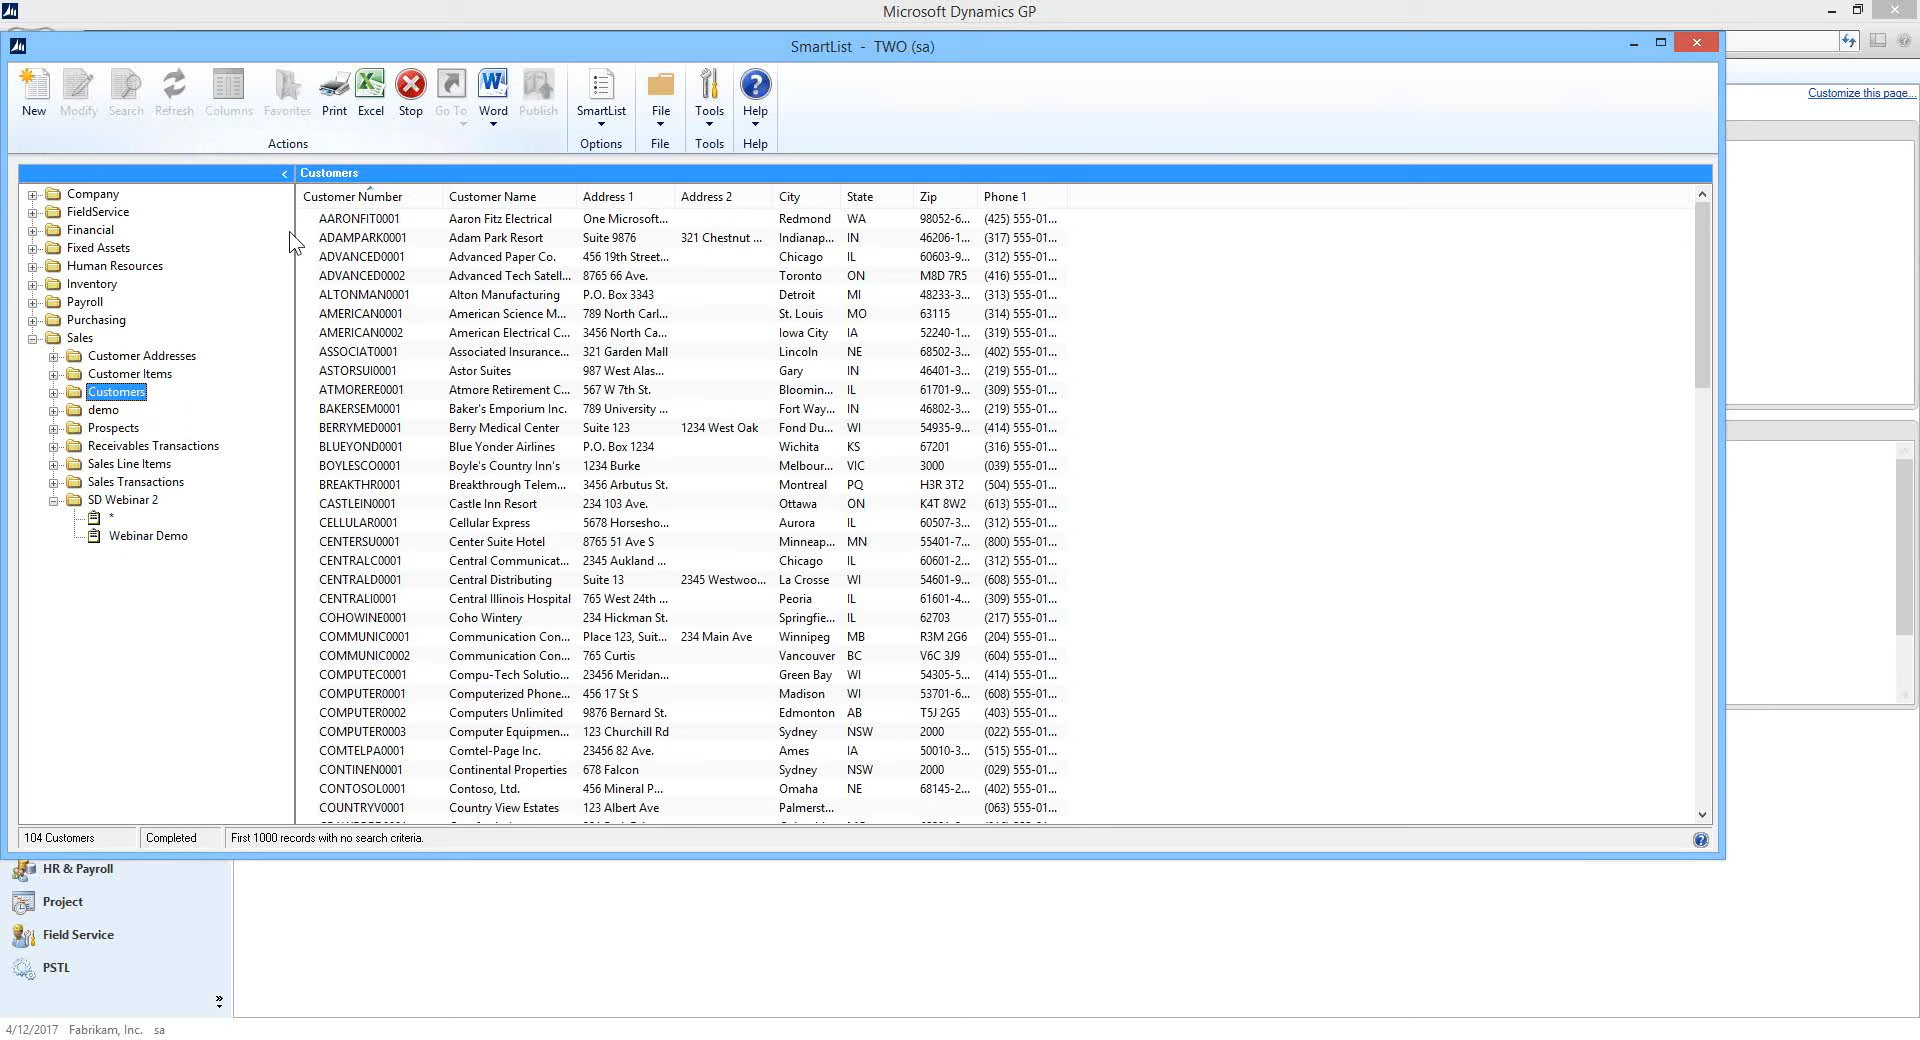 Microsoft Dynamics GP
SmartList - TWO (sa)
Customize this page...
New Modify Search Refresh Columns Favorites Print Excel Stop Go To Word Publish SmartList File Tools Help
Actions Options File Tools Help
Customers
Company
FieldService
Financial
Fixed Assets
Human Resources
Inventory
Payroll
Purchasing
Sales
Customer Addresses
Customer Items
Customers
demo
Prospects
Receivables Transactions
Sales Line Items
Sales Transactions
SD Webinar 2
*
Webinar Demo
Customer Number Customer Name Address 1 Address 2 City State Zip Phone 1
AARONFIT0001 Aaron Fitz Electrical One Microsoft... Redmond WA 98052-6... (425) 555-01...
ADAMPARK0001 Adam Park Resort Suite 9876 321 Chestnut ... Indianap... IN 46206-1... (317) 555-01...
ADVANCED0001 Advanced Paper Co. 456 19th Street... Chicago IL 60603-9... (312) 555-01...
ADVANCED0002 Advanced Tech Satell... 8765 66 Ave. Toronto ON M8D 7R5 (416) 555-01...
ALTONMAN0001 Alton Manufacturing P.O. Box 3343 Detroit MI 48233-3... (313) 555-01...
AMERICAN0001 American Science M... 789 North Carl... St. Louis MO 63115 (314) 555-01...
AMERICAN0002 American Electrical C... 3456 North Ca... Iowa City IA 52240-1... (319) 555-01...
ASSOCIAT0001 Associated Insurance... 321 Garden Mall Lincoln NE 68502-3... (402) 555-01...
ASTORSUI0001 Astor Suites 987 West Alas... Gary IN 46401-3... (219) 555-01...
ATMORERE0001 Atmore Retirement C... 567 W 7th St. Bloomin... IL 61701-9... (309) 555-01...
BAKERSEM0001 Baker's Emporium Inc. 789 University ... Fort Way... IN 46802-3... (219) 555-01...
BERRYMED0001 Berry Medical Center Suite 123 1234 West Oak Fond Du... WI 54935-9... (414) 555-01...
BLUEYOND0001 Blue Yonder Airlines P.O. Box 1234 Wichita KS 67201 (316) 555-01...
BOYLESCO0001 Boyle's Country Inn's 1234 Burke Melbour... VIC 3000 (039) 555-01...
BREAKTHR0001 Breakthrough Telem... 3456 Arbutus St. Montreal PQ H3R 3T2 (504) 555-01...
CASTLEIN0001 Castle Inn Resort 234 103 Ave. Ottawa ON K4T 8W2 (613) 555-01...
CELLULAR0001 Cellular Express 5678 Horsesho... Aurora IL 60507-3... (312) 555-01...
CENTERSU0001 Center Suite Hotel 8765 51 Ave S Minneap... MN 55401-7... (800) 555-01...
CENTRALC0001 Central Communicat... 2345 Aukland ... Chicago IL 60601-2... (312) 555-01...
CENTRALD0001 Central Distributing Suite 13 2345 Westwoo... La Crosse WI 54601-9... (608) 555-01...
CENTRALI0001 Central Illinois Hospital 765 West 24th ... Peoria IL 61601-4... (309) 555-01...
COHOWINE0001 Coho Wintery 234 Hickman St. Springfie... IL 62703 (217) 555-01...
COMMUNIC0001 Communication Con... Place 123, Suit... 234 Main Ave Winnipeg MB R3M 2G6 (204) 555-01...
COMMUNIC0002 Communication Con... 765 Curtis Vancouver BC V6C 3J9 (604) 555-01...
COMPUTEC0001 Compu-Tech Solutio... 23456 Meridan... Green Bay WI 54305-5... (414) 555-01...
COMPUTER0001 Computerized Phone... 456 17 St S Madison WI 53701-6... (608) 555-01...
COMPUTER0002 Computers Unlimited 9876 Bernard St. Edmonton AB T5J 2G5 (403) 555-01...
COMPUTER0003 Computer Equipmen... 123 Churchill Rd Sydney NSW 2000 (022) 555-01...
COMTELPA0001 Comtel-Page Inc. 23456 82 Ave. Ames IA 50010-3... (515) 555-01...
CONTINEN0001 Continental Properties 678 Falcon Sydney NSW 2000 (029) 555-01...
CONTOSOL0001 Contoso, Ltd. 456 Mineral P... Omaha NE 68145-2... (402) 555-01...
COUNTRYV0001 Country View Estates 123 Albert Ave Palmerst... (063) 555-01...
104 Customers Completed First 1000 records with no search criteria.
HR & Payroll
Project
Field Service
PSTL
4/12/2017 Fabrikam, Inc. sa